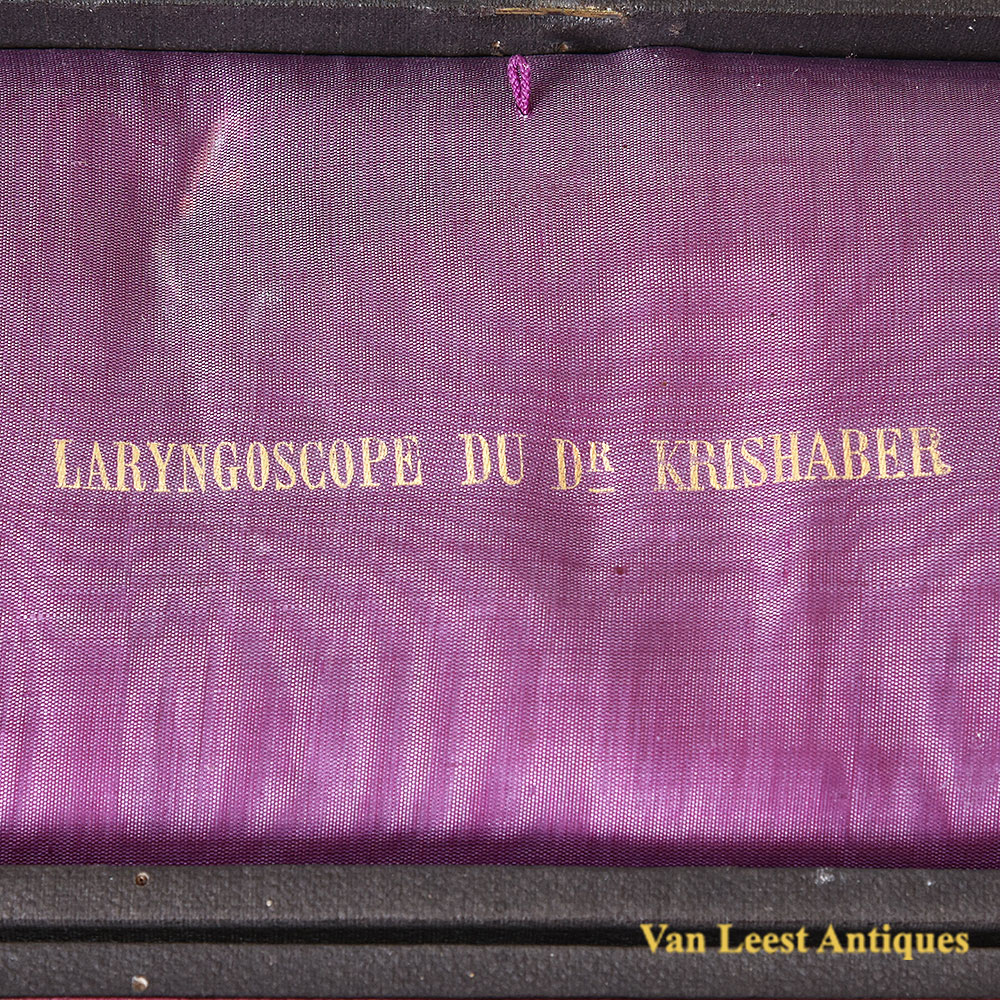 LARYNGOSCOPE DU DR KRISHABER
Van Leest Antiques